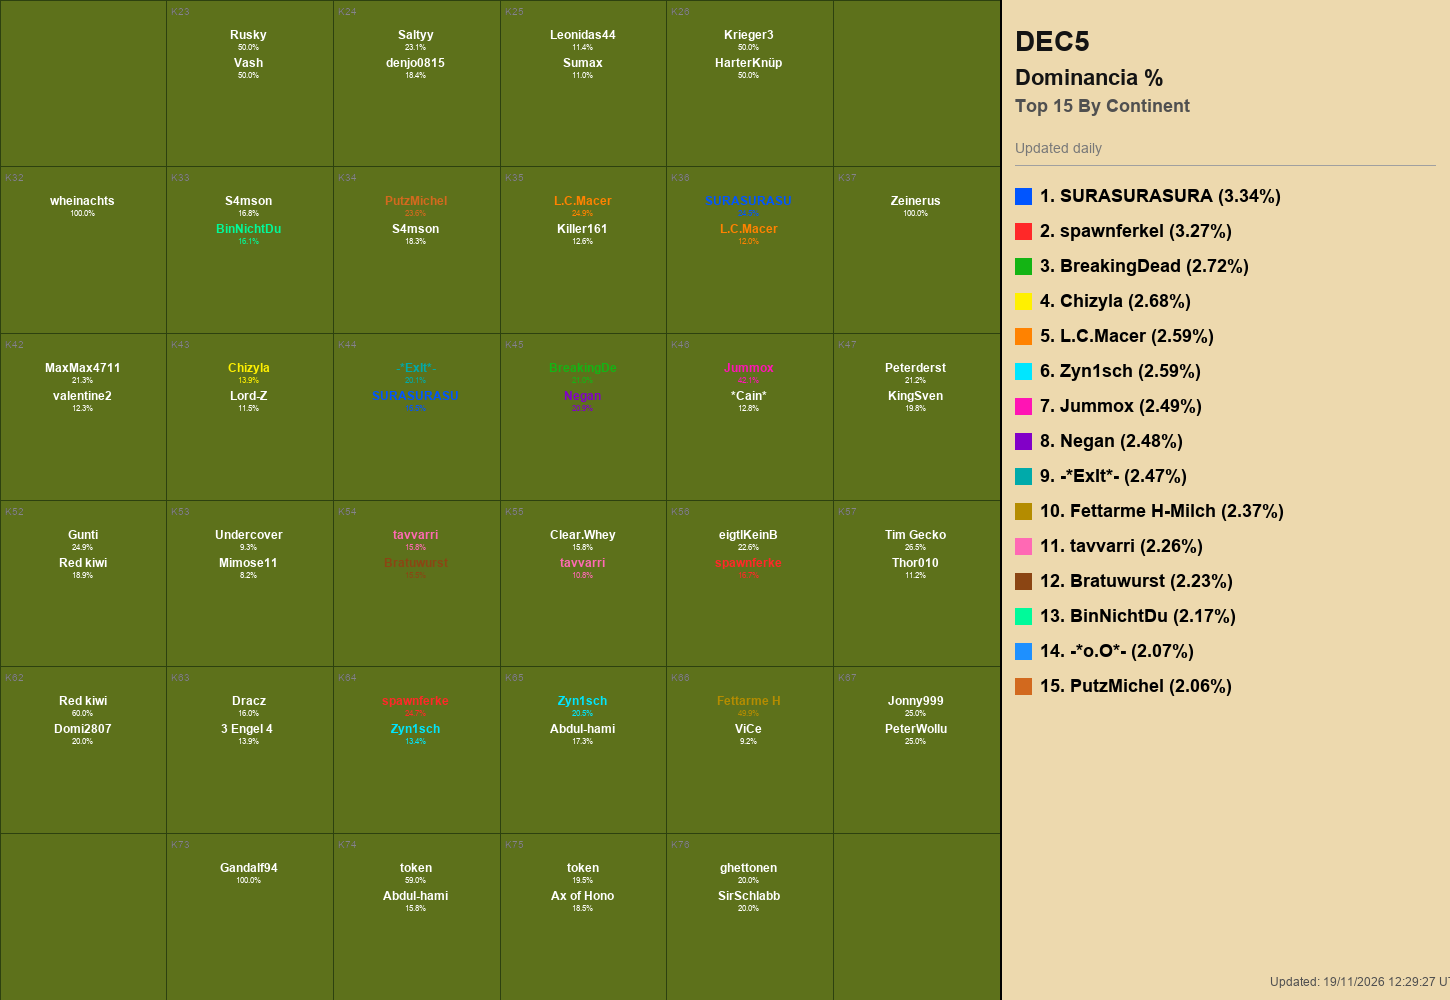 K23
Rusky
50.0%
Vash
50.0%
K24
Saltyy
23.1%
denjo0815
18.4%
K25
Leonidas44
11.4%
Sumax
11.0%
K26
Krieger3
50.0%
HarterKnüp
50.0%
K32
wheinachts
100.0%
K33
S4mson
16.8%
BinNichtDu
16.1%
K34
PutzMichel
S4mson
18.3%
K35
L.C.Macer
24.9%
Killer161
12.6%
K36
SURASURASU
L.C.Macer
12.0%
K37
Zeinerus
100.0%
K42
MaxMax4711
21.3%
valentine2
12.3%
K43
Chizyla
13.9%
Lord-Z
11.5%
K44
-*ExIt*-
SURASURASU
K45
BreakingDe
Negan
20.9%
K46
Jummox
*Cain*
12.8%
K47
Peterderst
21.2%
KingSven
19.8%
K52
Gunti
24.9%
Red kiwi
18.9%
K53
Undercover
9.3%
Mimose11
8.2%
K54
tavvarri
15.8%
Bratuwurst
K55
Clear.Whey
15.8%
tavvarri
10.8%
K56
eigtlKeinB
22.6%
spawnferke
K57
Tim Gecko
26.5%
Thor010
11.2%
K62
Red kiwi
60.0%
Domi2807
20.0%
K63
Dracz
16.0%
3 Engel 4
13.9%
K64
spawnferke
Zyn1sch
13.4%
K65
Zyn1sch
20.5%
Abdul-hami
17.3%
K66
Fettarme H
49.9%
ViCe
9.2%
K67
Jonny999
25.0%
PeterWollu
25.0%
K73
Gandalf94
100.0%
K74
token
59.0%
Abdul-hami
15.8%
K75
token
19.5%
Ax of Hono
18.5%
K76
ghettonen
20.0%
SirSchlabb
20.0%
DEC5
Dominancia %
Top 15 By Continent
Updated daily
1. SURASURASURA (3.34%)
2. spawnferkel (3.27%)
3. BreakingDead (2.72%)
4. Chizyla (2.68%)
5. L.C.Macer (2.59%)
6. Zyn1sch (2.59%)
7. Jummox (2.49%)
8. Negan (2.48%)
9. -*ExIt*- (2.47%)
10. Fettarme H-Milch (2.37%)
11. tavvarri (2.26%)
12. Bratuwurst (2.23%)
13. BinNichtDu (2.17%)
14. -*o.O*- (2.07%)
15. PutzMichel (2.06%)
Updated: 19/11/2026 12:29:27 U